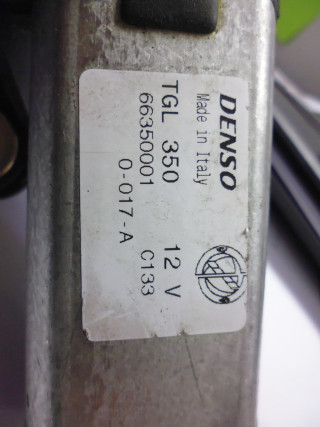 DENSO
Made in Italy
TGL 350 12 V
66350001 C133
0-017-A